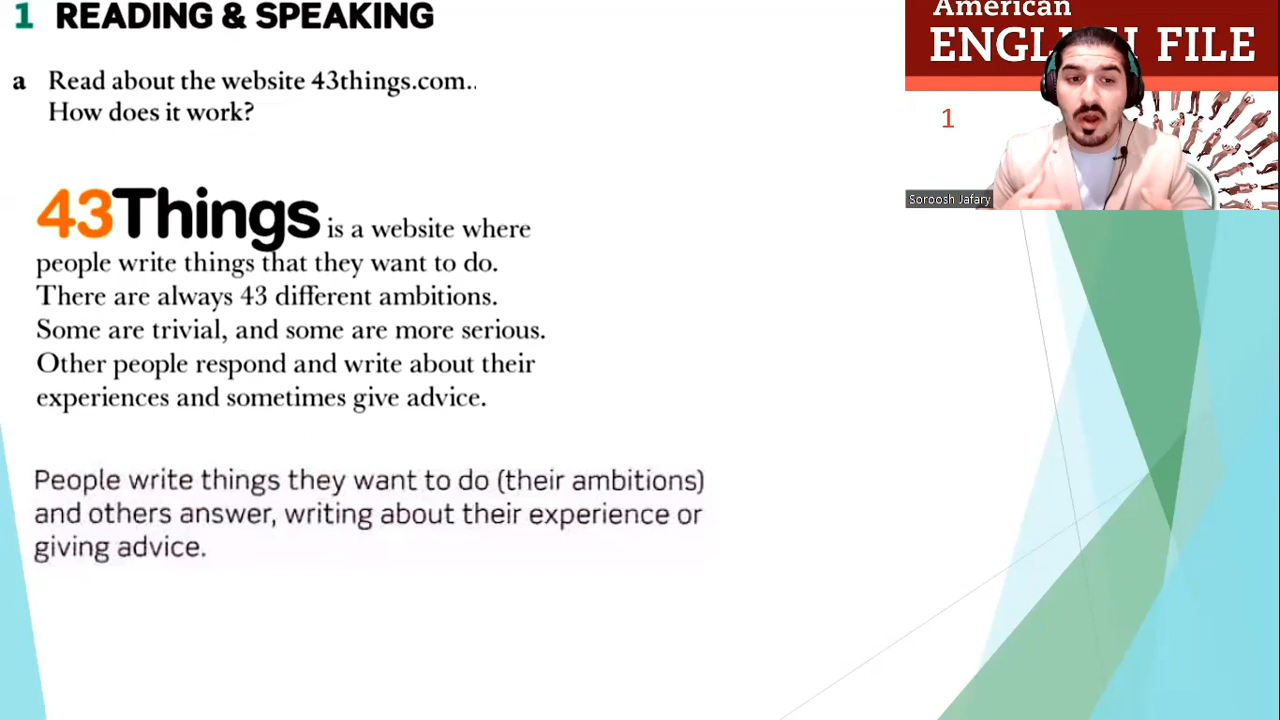 1 READING & SPEAKING
a Read about the website 43things.com..
How does it work?
43Things is a website where
people write things that they want to do.
There are always 43 different ambitions.
Some are trivial, and some are more serious.
Other people respond and write about their
experiences and sometimes give advice.
People write things they want to do (their ambitions)
and others answer, writing about their experience or
giving advice.
American
ENGL H FILE
1
Soroosh Jafary